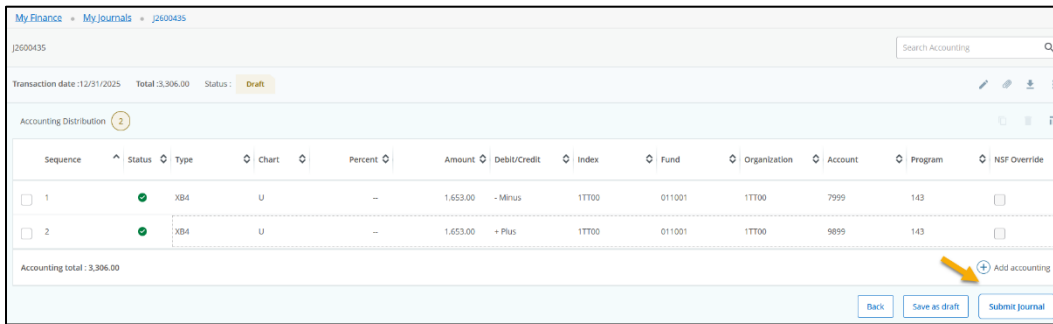 My Finance • My Journals • J2600435
J2600435 Search Accounting
Transaction date :12/31/2025 Total :3,306.00 Status : Draft
Accounting Distribution 2
Sequence Status Type Chart Percent Amount Debit/Credit Index Fund Organization Account Program NSF Override
1 XB4 U -- 1,653.00 - Minus 1TT00 011001 1TT00 7999 143
2 XB4 U -- 1,653.00 + Plus 1TT00 011001 1TT00 9899 143
Accounting total : 3,306.00 Add accounting
Back Save as draft Submit Journal